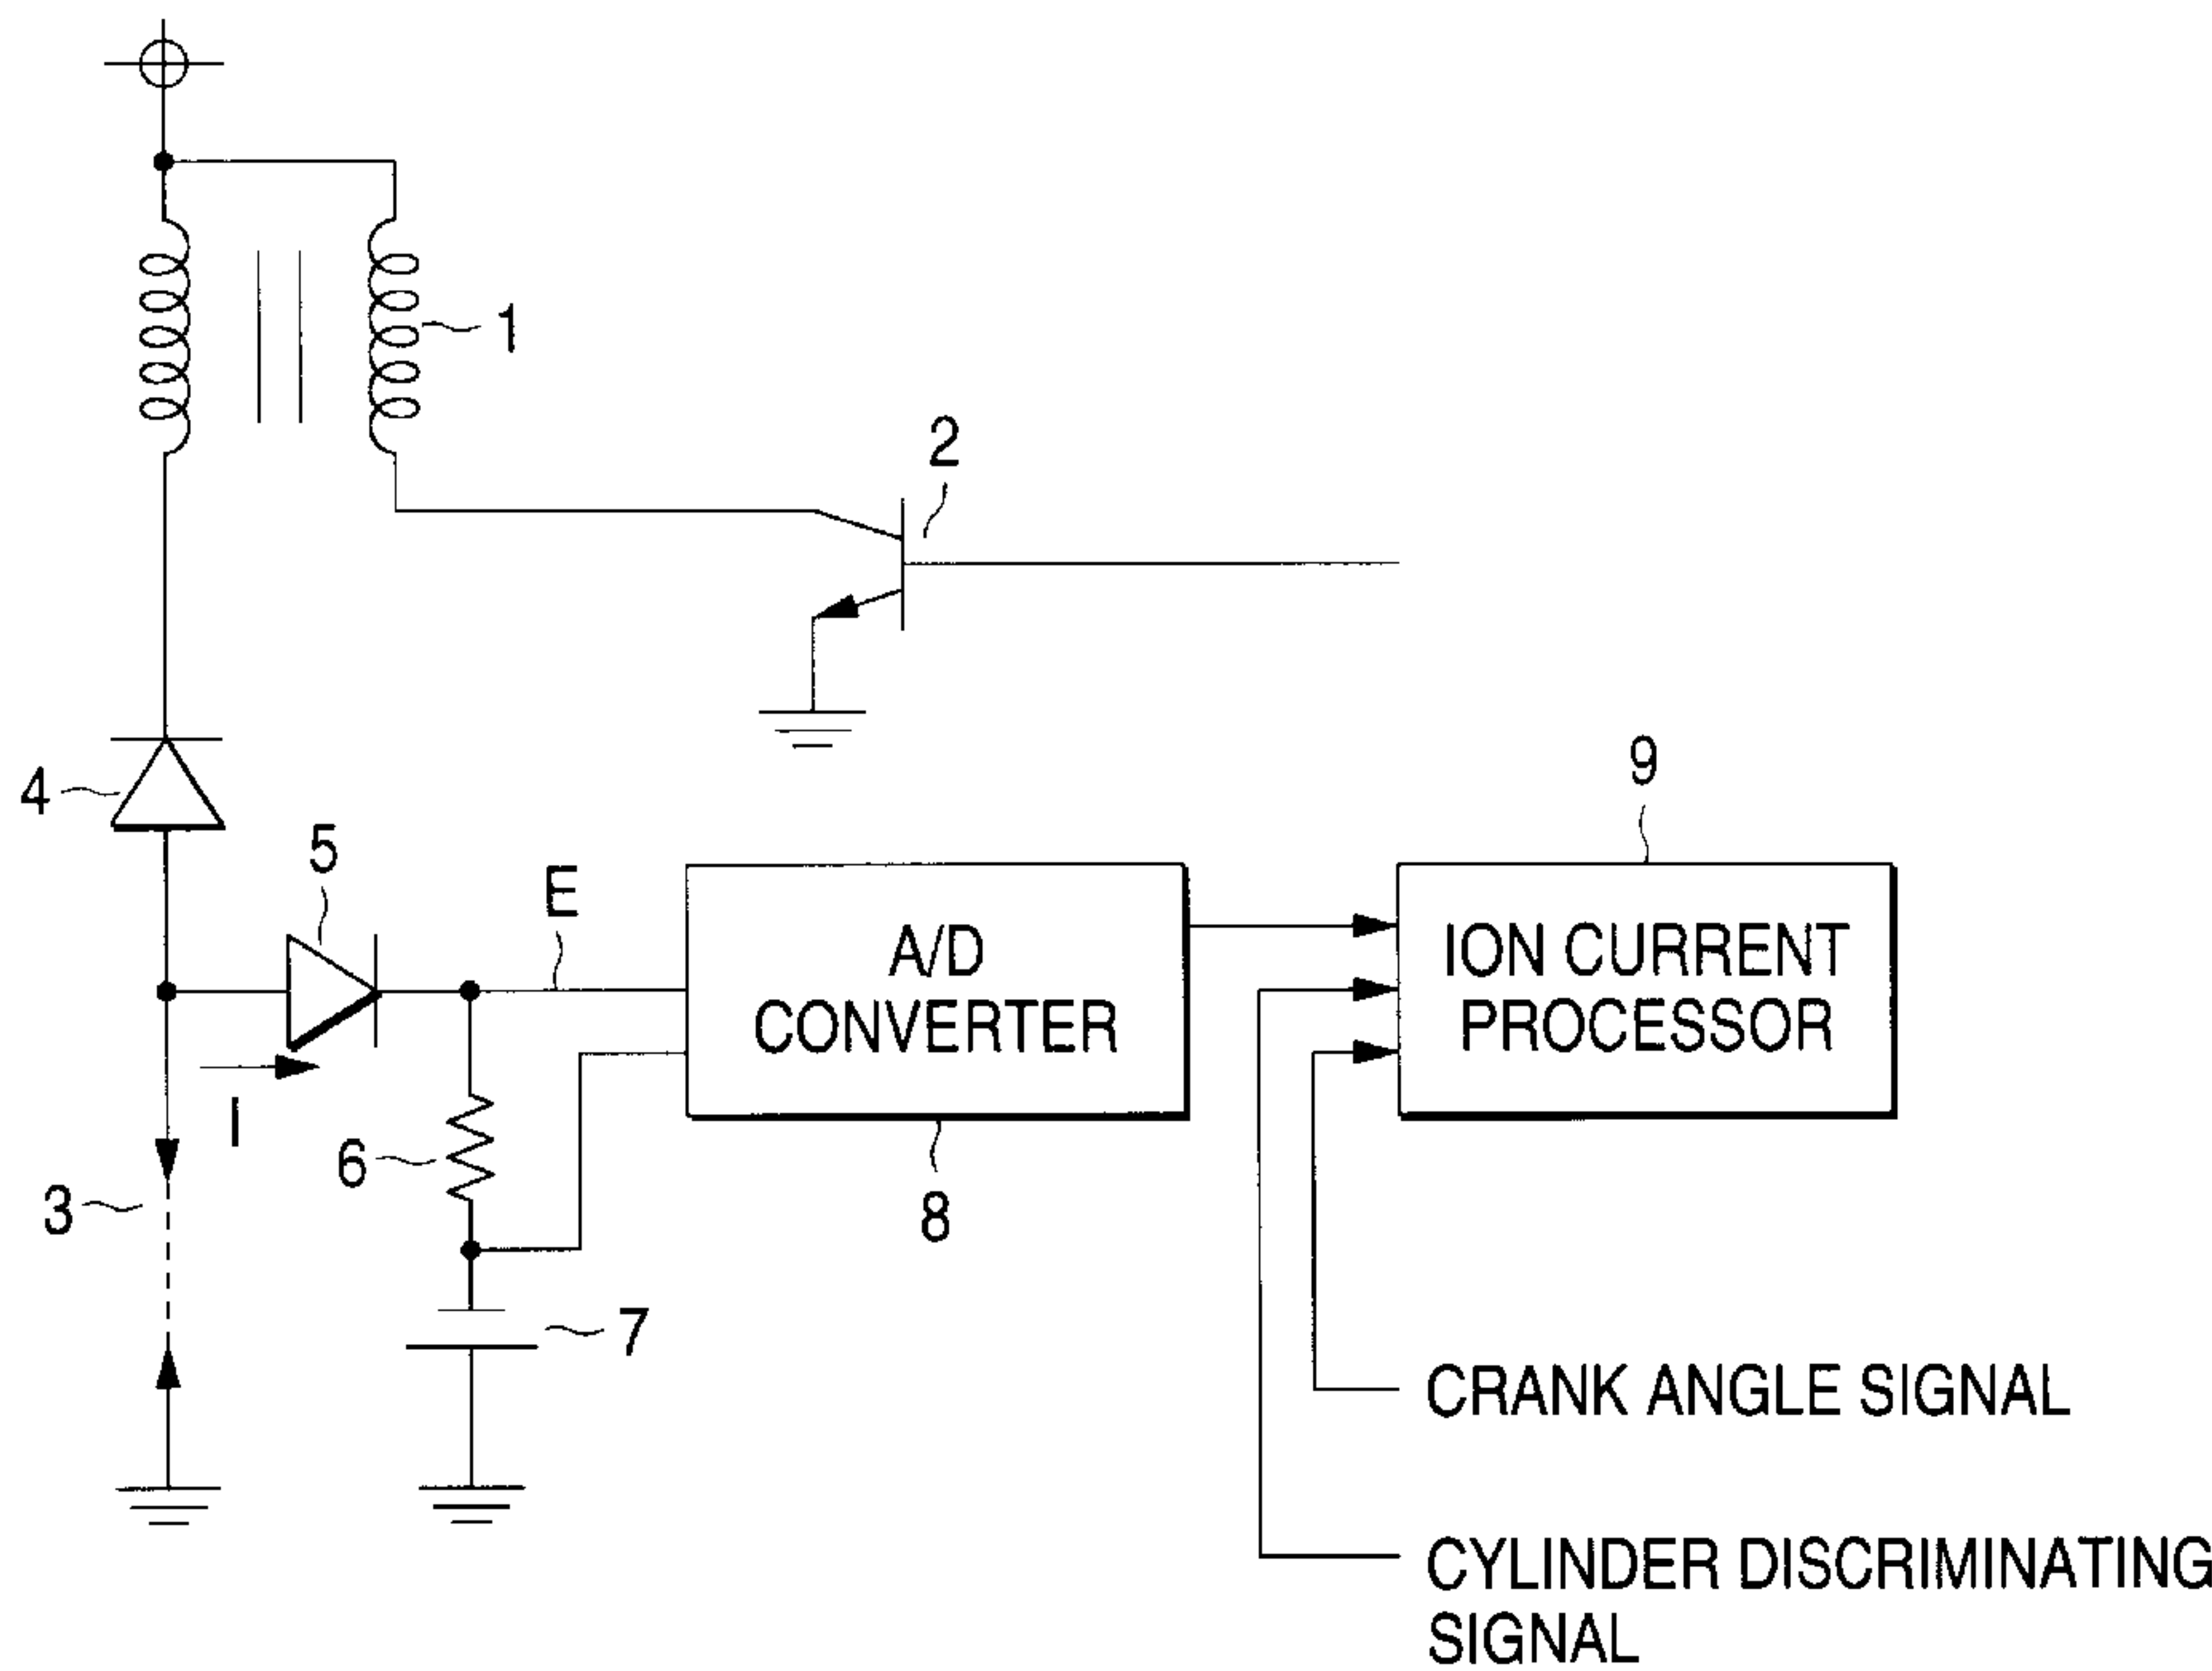 1
2
9
4
5
E
A/D
CONVERTER
ION CURRENT
PROCESSOR
I
6
3
8
7
CRANK ANGLE SIGNAL
CYLINDER DISCRIMINATING
SIGNAL